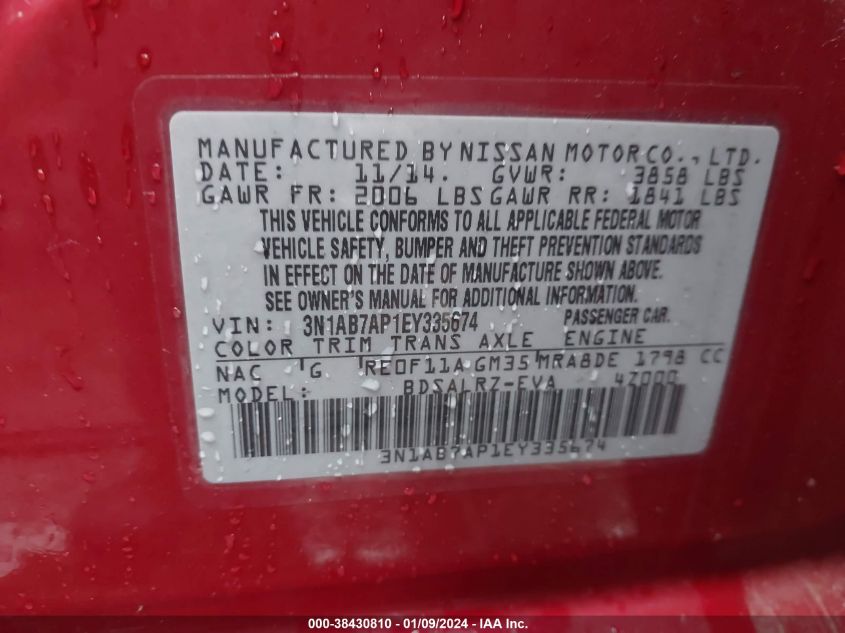 MANUFACTURED BY NISSAN MOTOR CO., LTD.
DATE: 11/14. GVWR: 3858 LBS
GAWR FR: 2006 LBS GAWR RR: 1841 LBS
THIS VEHICLE CONFORMS TO ALL APPLICABLE FEDERAL MOTOR
VEHICLE SAFETY, BUMPER AND THEFT PREVENTION STANDARDS
IN EFFECT ON THE DATE OF MANUFACTURE SHOWN ABOVE.
SEE OWNER'S MANUAL FOR ADDITIONAL INFORMATION.
VIN: 3N1AB7AP1EY335674 PASSENGER CAR.
COLOR TRIM TRANS AXLE ENGINE
NAC G RE0F11A GM35 MRA8DE 1798 CC
MODEL: BDSALRZ-EVA 4Z000
3N1AB7AP1EY335674
000-38430810 - 01/09/2024 - IAA Inc.